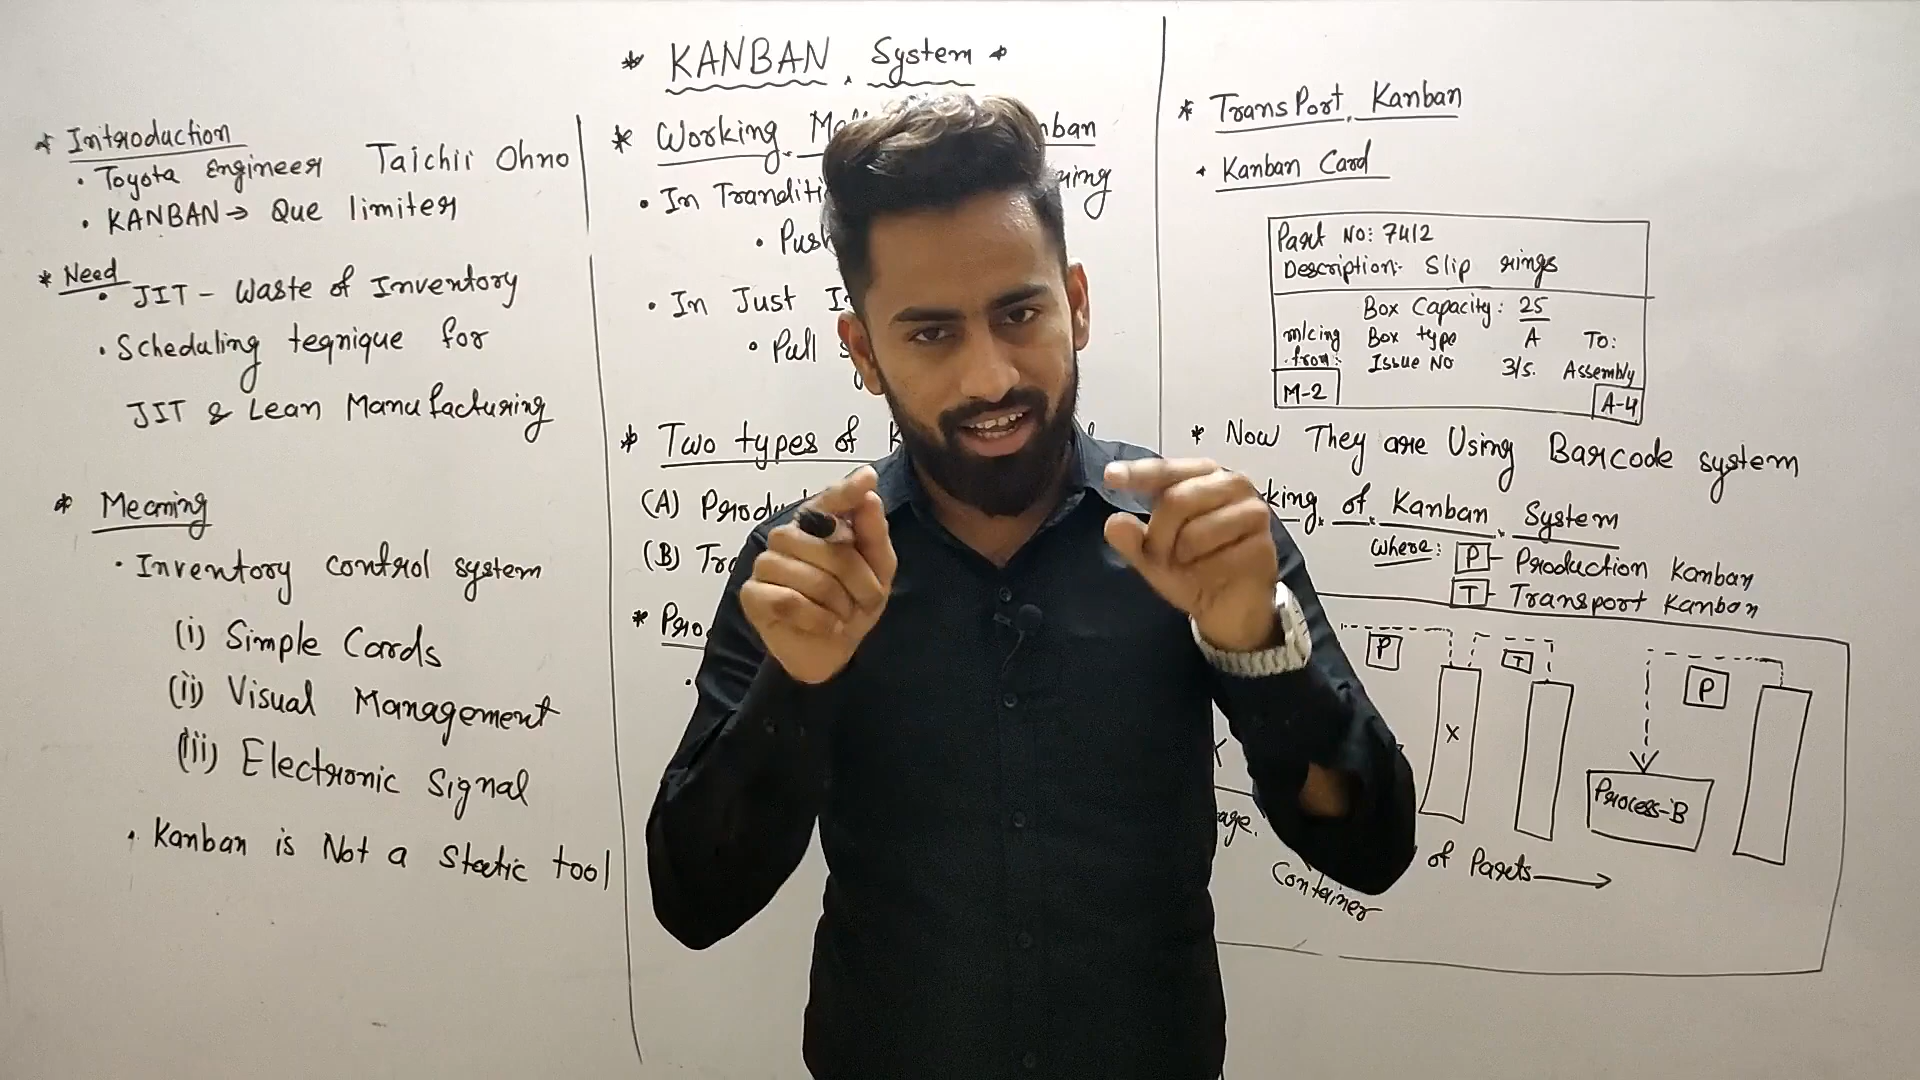 * KANBAN System *
* Introduction
• Toyota Engineer Taichii Ohno
• KANBAN → Que limiter
* Need
• JIT - Waste of Inventory
• Scheduling teqnique for
JIT & Lean Manufacturing
* Meaning
• Inventory control system
(i) Simple Cards
(ii) Visual Management
(iii) Electronic Signal
• Kanban is Not a Static tool
* Working
• In
• Push
• In Just
• Pull
* Two types of
(A)
(B)
*
* Transport Kanban
• Kanban Card
Part No: 7412
Description:- Slip rings
Box Capacity: 25
m/cing Box type A To:
from: Issue No 3/5. Assembly
M-2 A-4
* Now They are Using Barcode system
of Kanban System
Where: P - Production Kanban
T - Transport Kanban
P T P
X
Process-B
of Parts →
Container